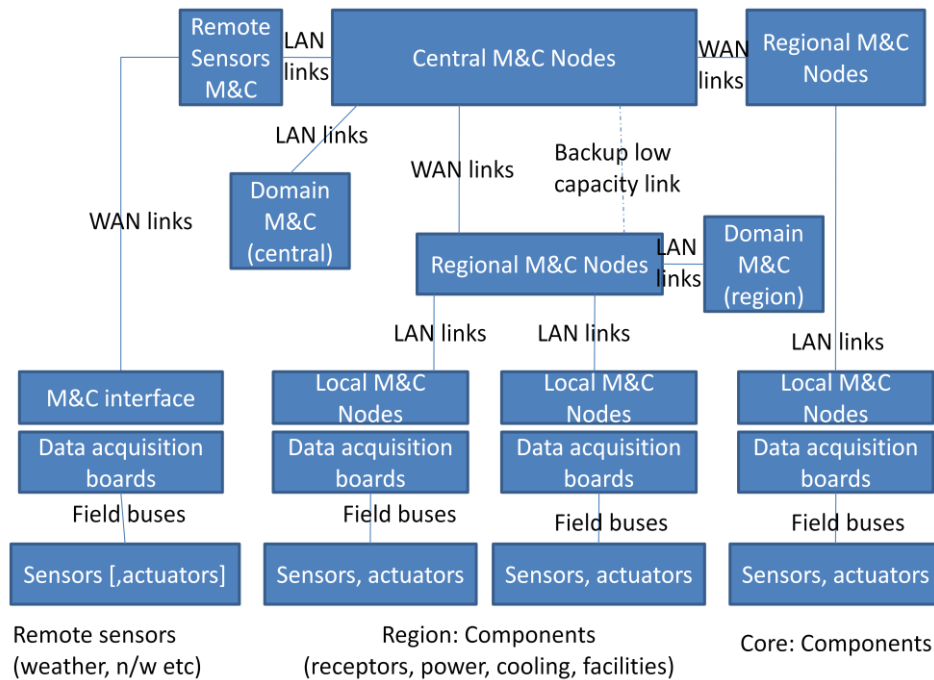 Remote
Sensors
M&C
LAN
links
Central M&C Nodes
WAN
links
Regional M&C
Nodes
LAN links
Domain
M&C
(central)
WAN links
Backup low
capacity link
WAN links
Regional M&C Nodes
LAN
links
Domain
M&C
(region)
LAN links
LAN links
LAN links
M&C interface
Local M&C
Nodes
Local M&C
Nodes
Local M&C
Nodes
Data acquisition
boards
Data acquisition
boards
Data acquisition
boards
Data acquisition
boards
Field buses
Field buses
Field buses
Field buses
Sensors [,actuators]
Sensors, actuators
Sensors, actuators
Sensors, actuators
Remote sensors
(weather, n/w etc)
Region: Components
(receptors, power, cooling, facilities)
Core: Components